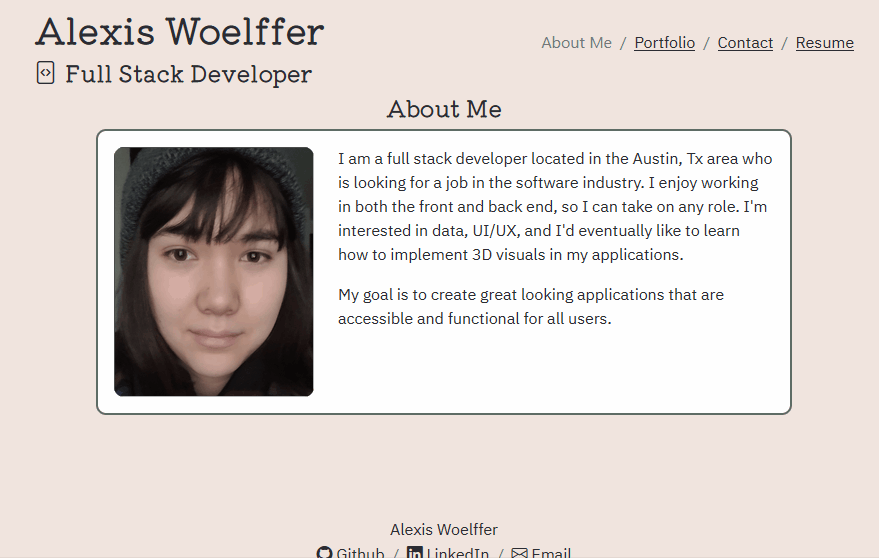 Alexis Woelffer
Full Stack Developer
About Me / Portfolio / Contact / Resume
About Me
I am a full stack developer located in the Austin, Tx area who
is looking for a job in the software industry. I enjoy working
in both the front and back end, so I can take on any role. I'm
interested in data, UI/UX, and I'd eventually like to learn
how to implement 3D visuals in my applications.
My goal is to create great looking applications that are
accessible and functional for all users.
Alexis Woelffer
Github / LinkedIn / Email